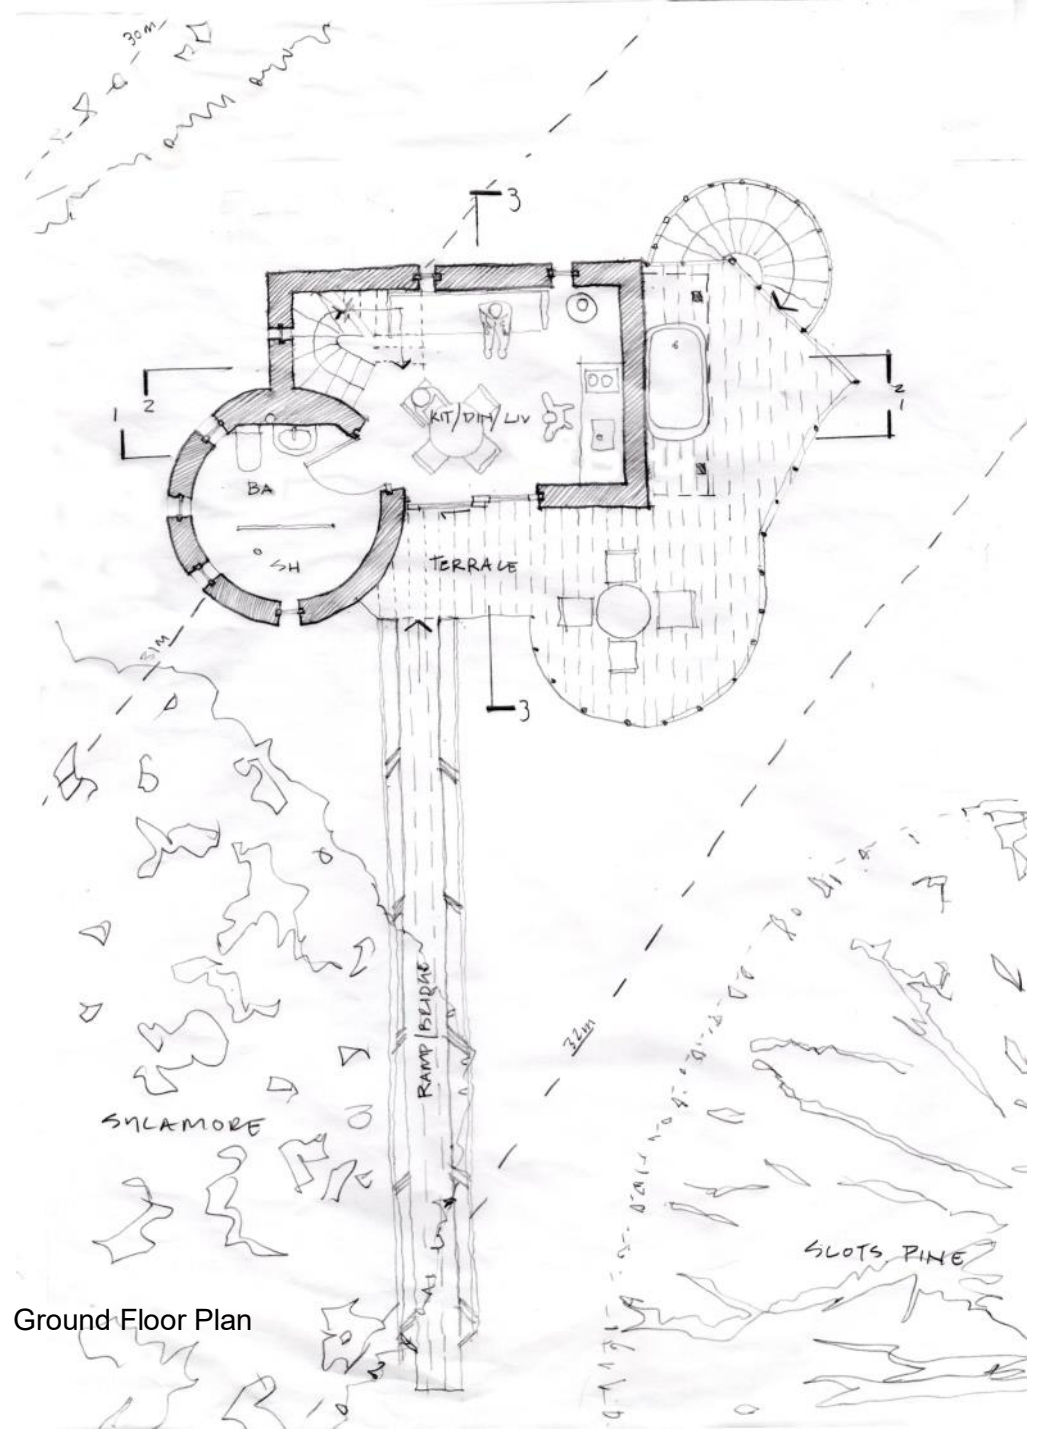 30m
3
2
1
2
1
KIT/DIN/LIV
BA
SH
TERRACE
31M
3
RAMP/BRIDGE
32m
SYCAMORE
SLOTS PINE
Ground Floor Plan